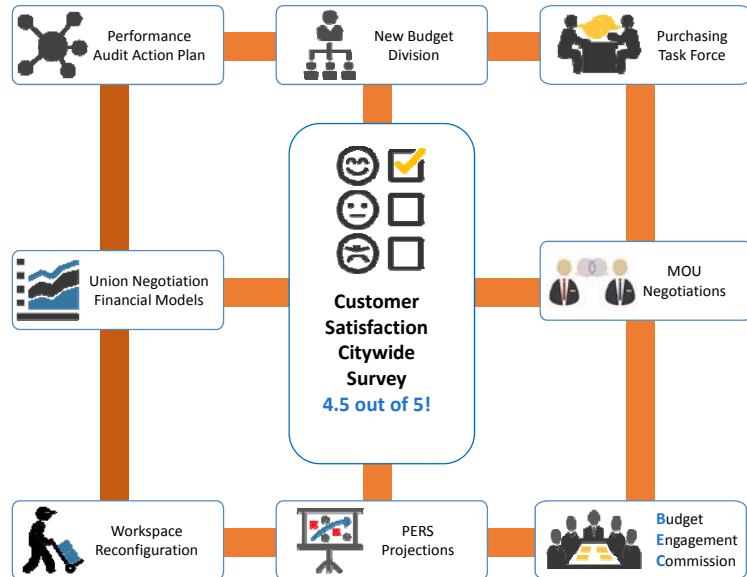 Performance
Audit Action Plan
New Budget
Division
Purchasing
Task Force
Union Negotiation
Financial Models
Customer
Satisfaction
Citywide
Survey
4.5 out of 5!
MOU
Negotiations
Workspace
Reconfiguration
PERS
Projections
Budget
Engagement
Commission